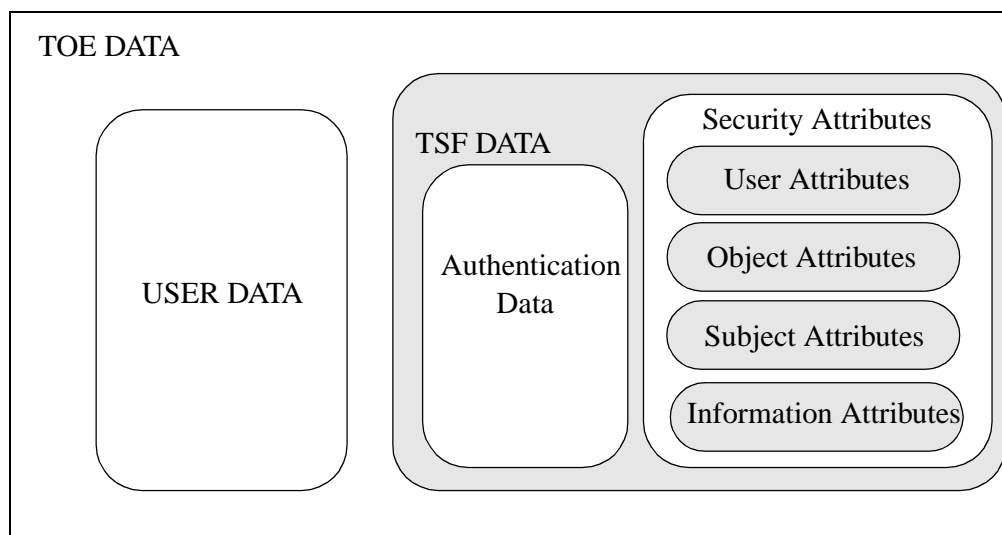 TOE DATA
USER DATA
TSF DATA
Authentication
Data
Security Attributes
User Attributes
Object Attributes
Subject Attributes
Information Attributes